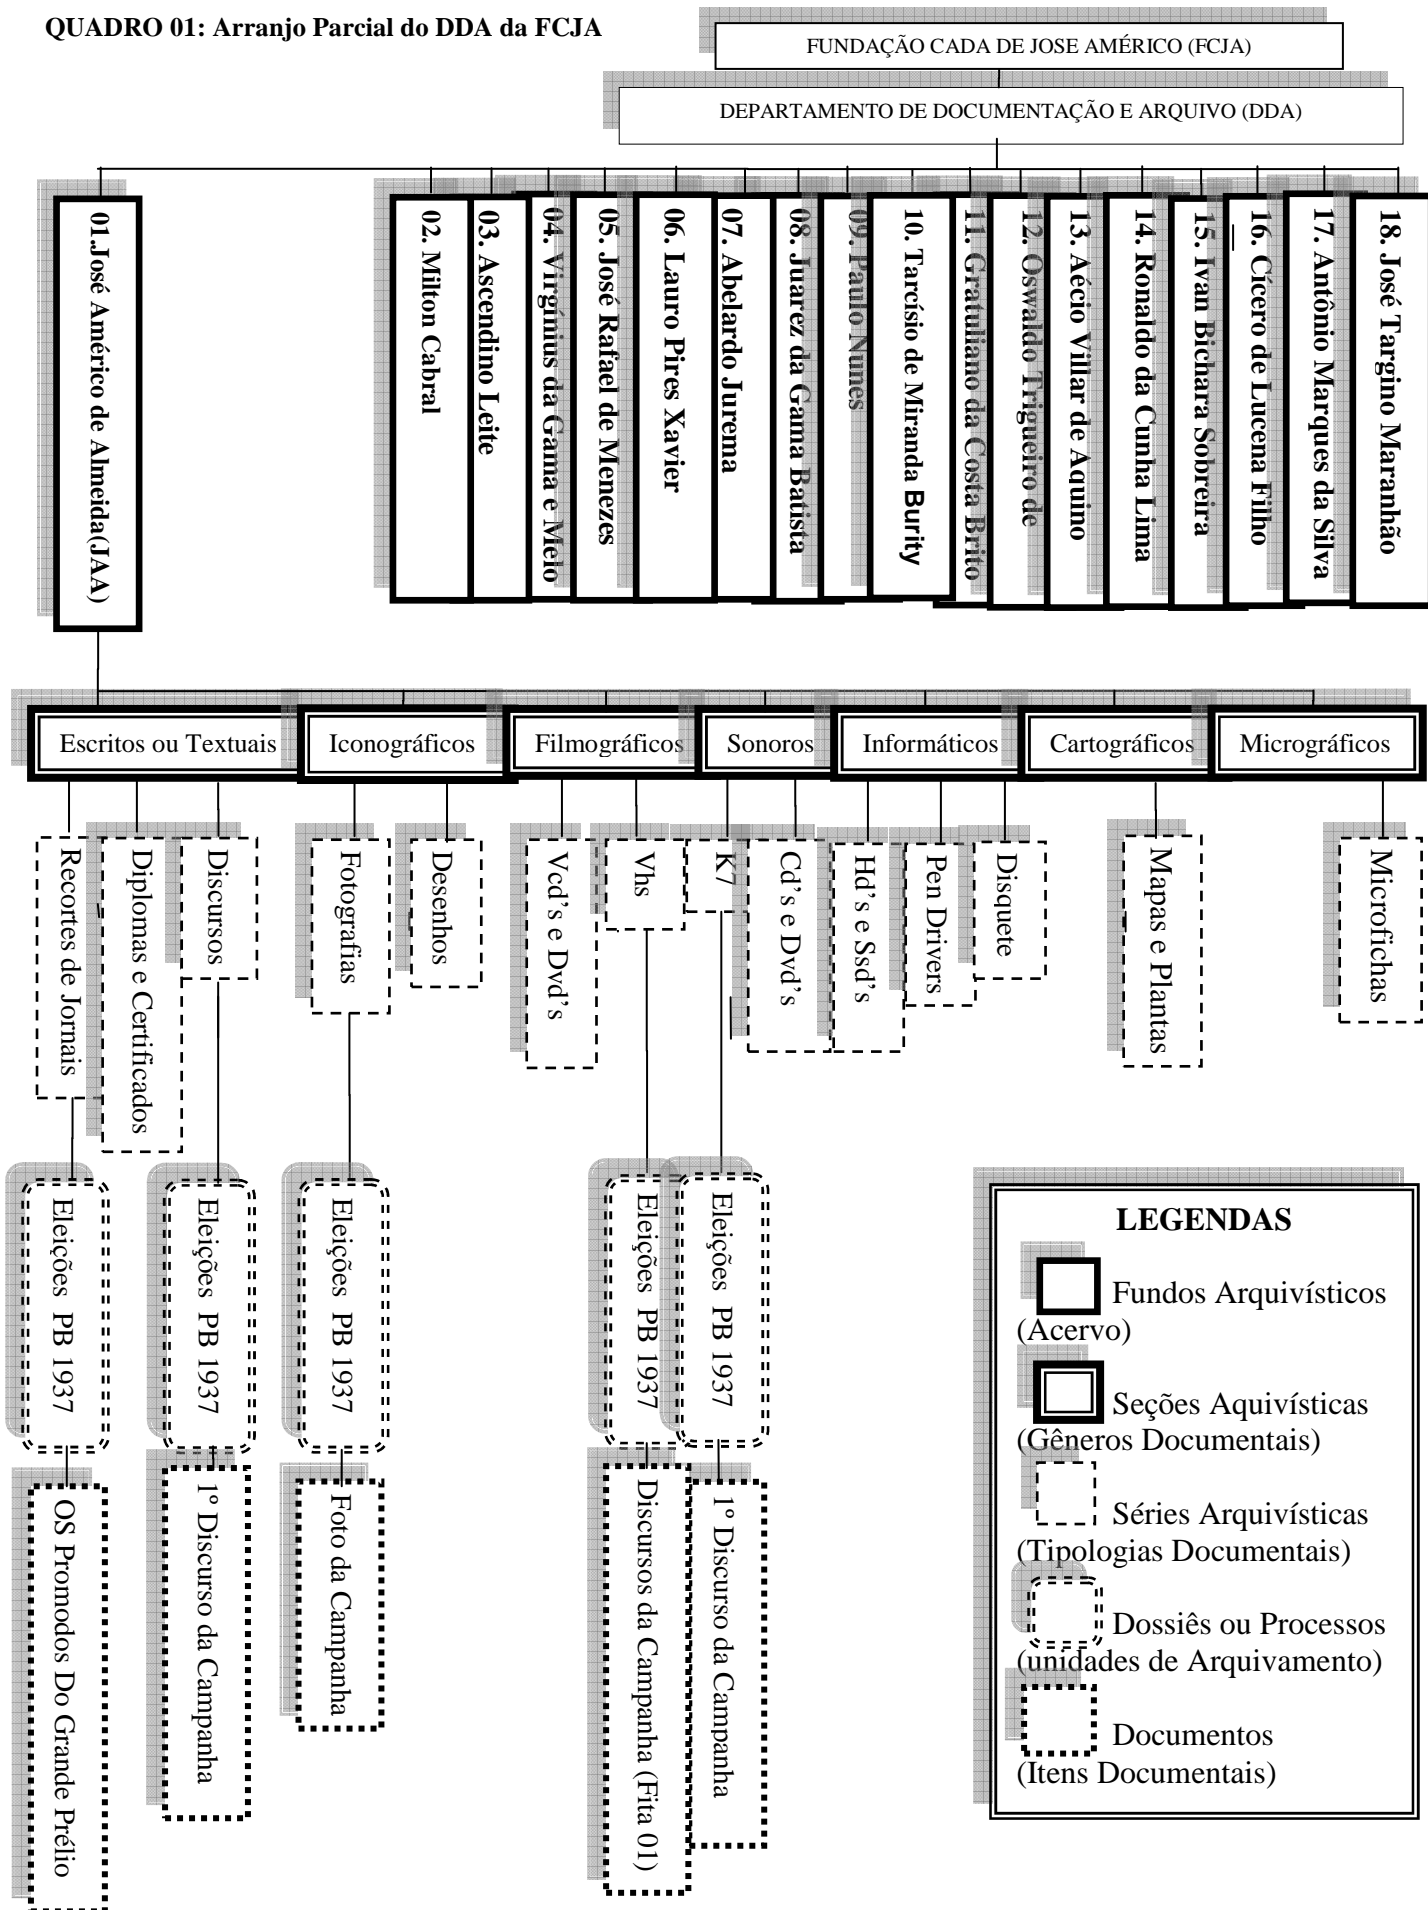 QUADRO 01: Arranjo Parcial do DDA da FCJA
FUNDAÇÃO CADA DE JOSE AMÉRICO (FCJA)
DEPARTAMENTO DE DOCUMENTAÇÃO E ARQUIVO (DDA)
01.José Américo de Almeida(JAA)
02. Milton Cabral
03. Ascendino Leite
04. Virgínius da Gama e Melo
05. José Rafael de Menezes
06. Lauro Pires Xavier
07. Abelardo Jurema
08. Juarez da Gama Batista
09. Paulo Nunes
10. Tarcísio de Miranda Burity
11. Gratuliano da Costa Brito
12. Oswaldo Trigueiro de
13. Aécio Villar de Aquino
14. Ronaldo da Cunha Lima
15. Ivan Bichara Sobreira
16. Cícero de Lucena Filho
17. Antônio Marques da Silva
18. José Targino Maranhão
Escritos ou Textuais
Iconográficos
Filmográficos
Sonoros
Informáticos
Cartográficos
Micrográficos
Recortes de Jornais
Diplomas e Certificados
Discursos
Fotografias
Desenhos
Vcd's e Dvd's
Vhs
K7
Cd's e Dvd's
Hd's e Ssd's
Pen Drivers
Disquete
Mapas e Plantas
Microfichas
Eleições PB 1937
Eleições PB 1937
Eleições PB 1937
Eleições PB 1937
Eleições PB 1937
OS Promodos Do Grande Prélio
1º Discurso da Campanha
Foto da Campanha
Discursos da Campanha (Fita 01)
1º Discurso da Campanha
LEGENDAS
Fundos Arquivísticos
(Acervo)
Seções Aquivísticas
(Gêneros Documentais)
Séries Arquivísticas
(Tipologias Documentais)
Dossiês ou Processos
(unidades de Arquivamento)
Documentos
(Itens Documentais)